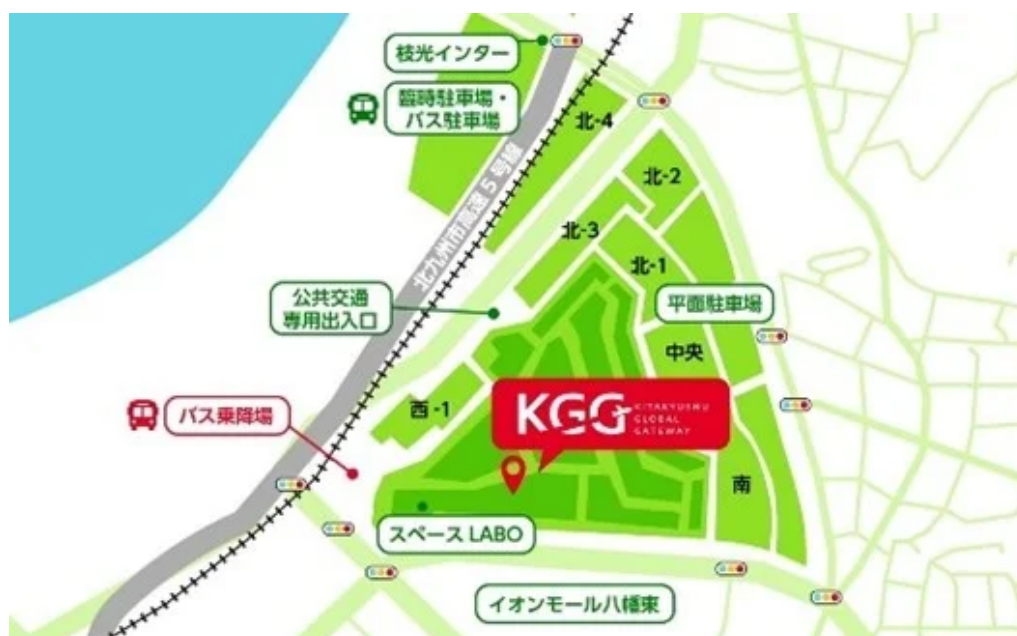 枝光インター
臨時駐車場・
バス駐車場
北-4
北-2
北九州市高速5号線
北-3
北-1
公共交通
専用出入口
平面駐車場
中央
西-1
KGG
KITAKYUSHU
GLOBAL
GATEWAY
バス乗降場
南
スペースLABO
イオンモール八幡東